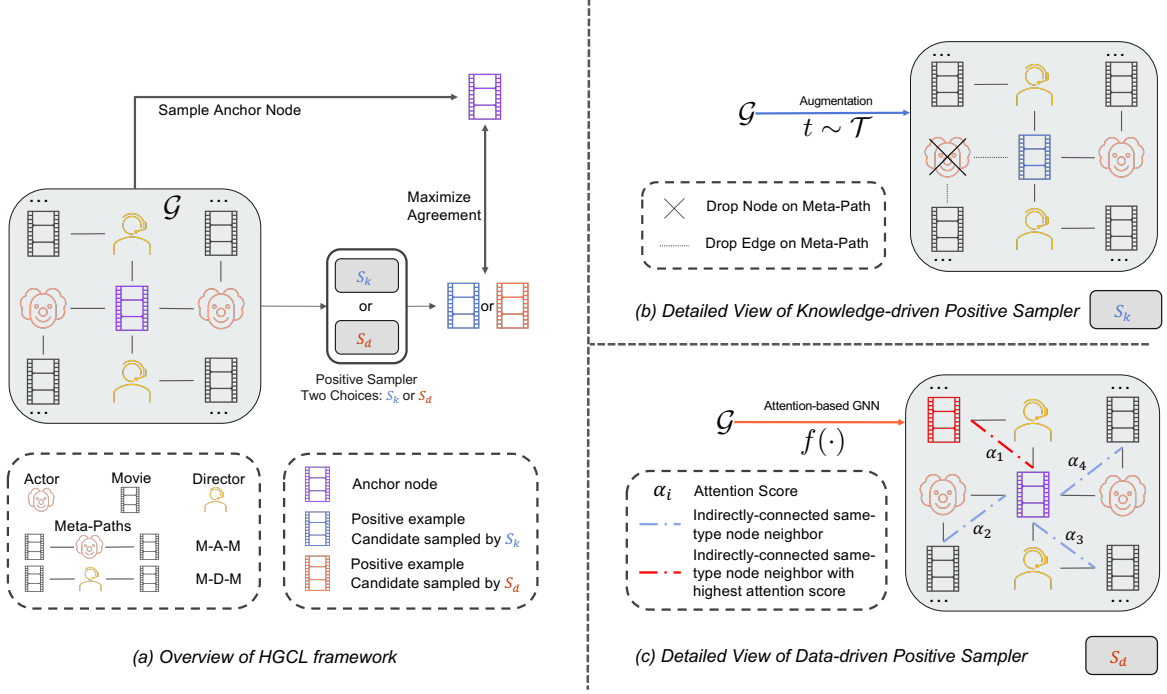 Sample Anchor Node
Maximize
Agreement
𝒢
...
...
S_k
or
S_d
or
...
...
Positive Sampler
Two Choices: S_k or S_d
Actor
Movie
Director
Meta-Paths
M-A-M
M-D-M
Anchor node
Positive example
Candidate sampled by S_k
Positive example
Candidate sampled by S_d
(a) Overview of HGCL framework
𝒢
Augmentation
t ∼ 𝒯
...
...
...
...
Drop Node on Meta-Path
Drop Edge on Meta-Path
(b) Detailed View of Knowledge-driven Positive Sampler
S_k
𝒢
Attention-based GNN
f(·)
...
...
α₁
α₄
α₂
α₃
...
...
α_i Attention Score
Indirectly-connected same-
type node neighbor
Indirectly-connected same-
type node neighbor with
highest attention score
(c) Detailed View of Data-driven Positive Sampler
S_d